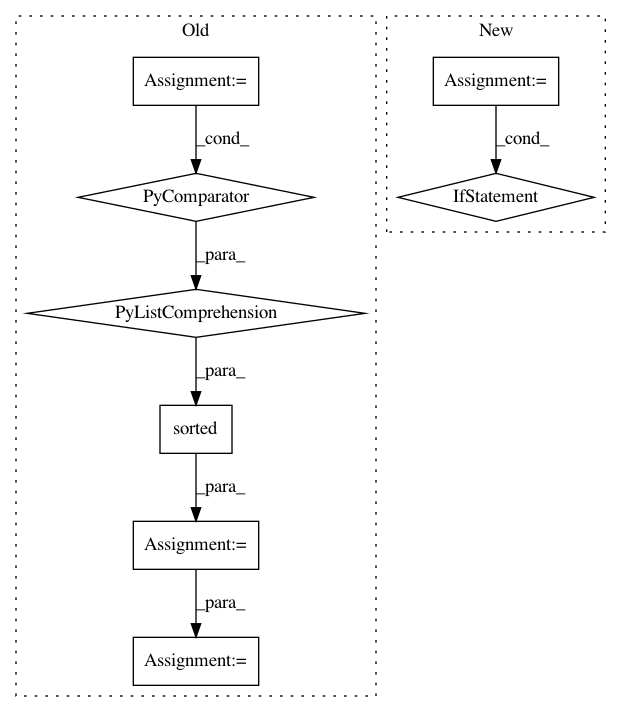 Old
New
Assignment:=
Assignment:=
_cond_
_cond_
PyComparator
IfStatement
_para_
PyListComprehension
_para_
sorted
_para_
Assignment:=
_para_
Assignment:=